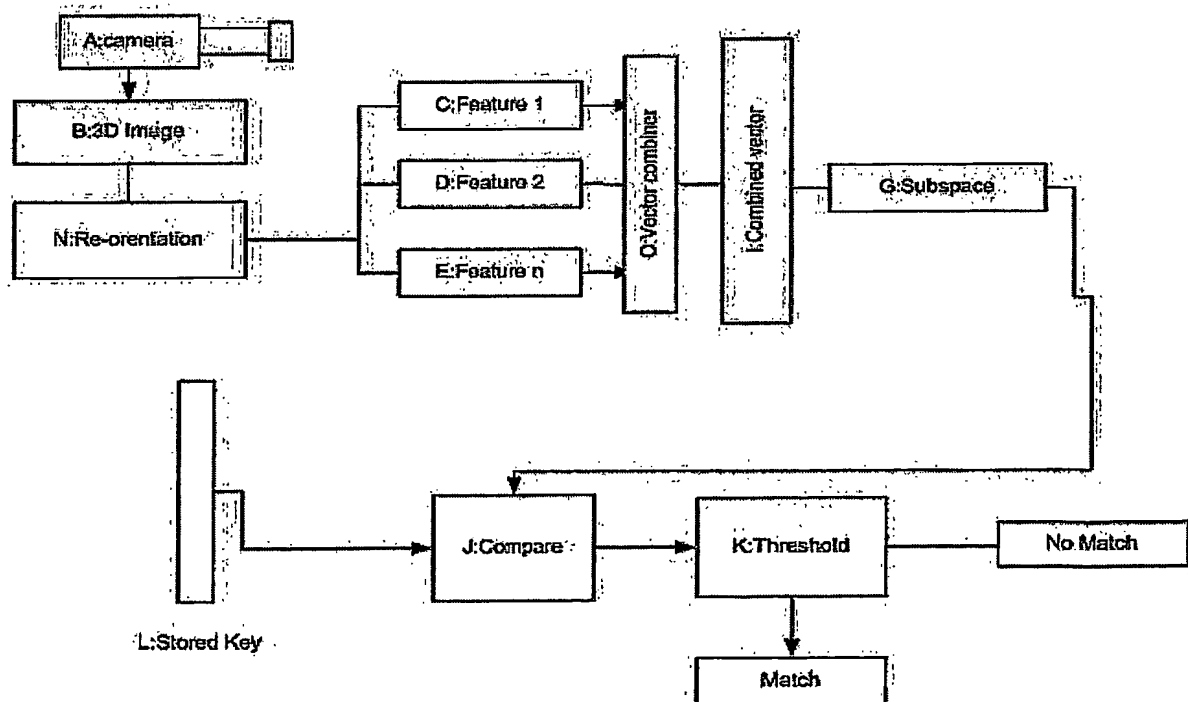 A:camera
B:3D Image
N:Re-orentation
C:Feature 1
D:Feature 2
E:Feature n
O:Vector combiner
I:Combined vector
G:Subspace
L:Stored Key
J:Compare
K:Threshold
No Match
Match